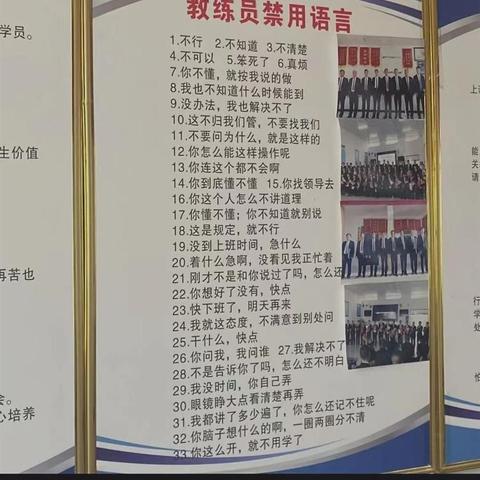 教练员禁用语言
1.不行 2.不知道 3.不清楚
4.不可以 5.笨死了 6.真烦
7.你不懂，就按我说的做
8.我也不知道什么时候能到
9.没办法，我也解决不了
10.这不归我们管，不要找我们
11.不要问为什么，就是这样的
12.你怎么能这样操作呢
13.你连这个都不会啊
14.你到底懂不懂 15.你找领导去
16.你这个人怎么不讲道理
17.你懂不懂；你不知道就别说
18.这是规定，就不行
19.没到上班时间，急什么
20.着什么急啊，没看见我正忙着
21.刚才不是和你说过了吗，怎么还
22.你想好了没有，快点
23.快下班了，明天再来
24.我就这态度，不满意到别处问
25.干什么，快点
26.你问我，我问谁 27.我解决不了
28.不是告诉你了吗，怎么还不明白
29.我没时间，你自己弄
30.眼镜睁大点看清楚再弄
31.我都讲了多少遍了，你怎么还记不住呢
32.你脑子想什么的啊，一圈两圈分不清
33.你这么开，就不用学了
学员。
生价值
再苦也
会。
心培养
上
能
关
请
行
学
处